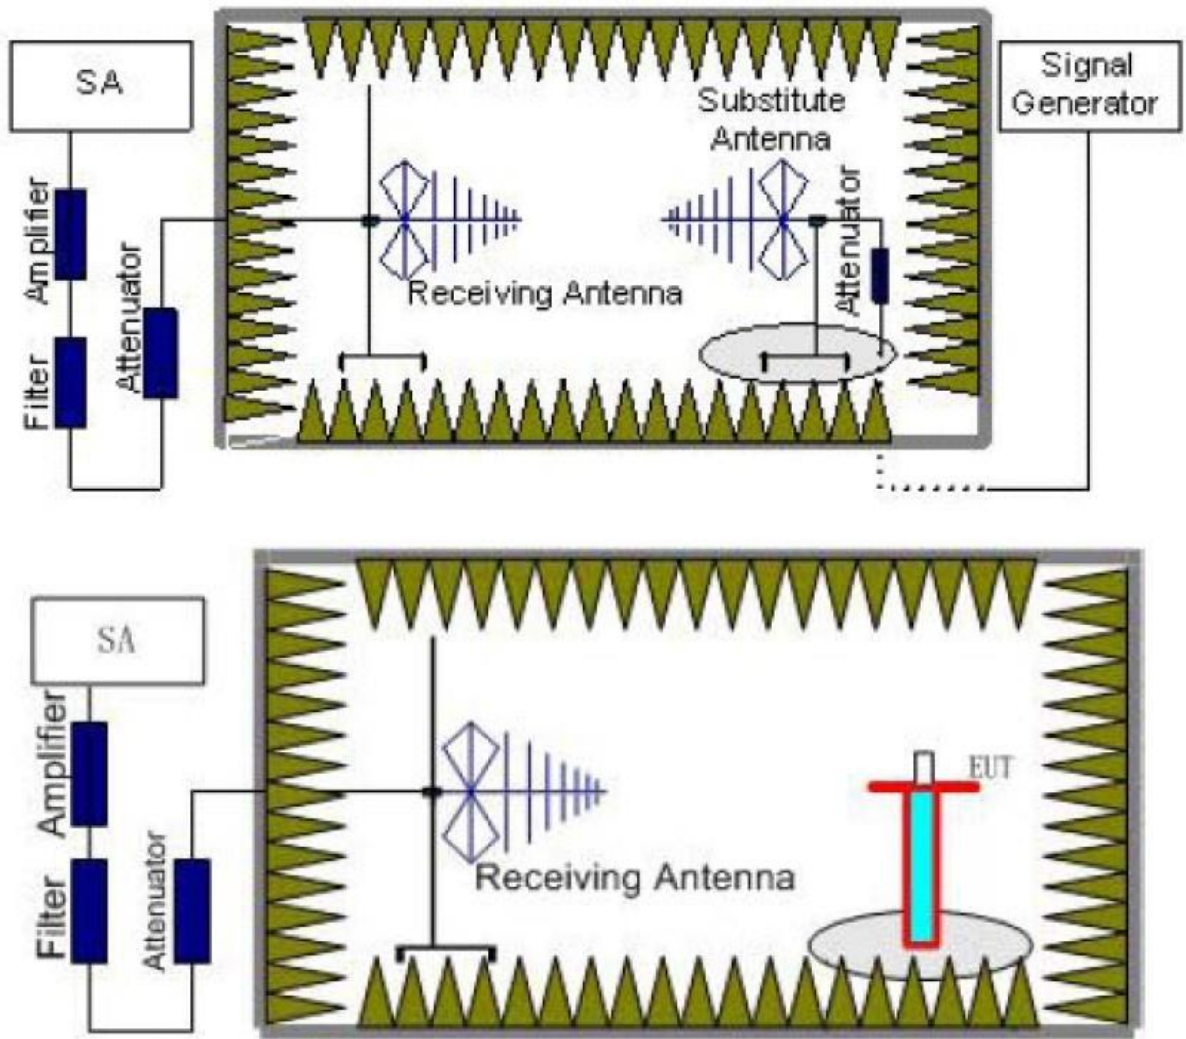 SA
Signal
Generator
Substitute
Antenna
Amplifier
Attenuator
Attenuator
Receiving Antenna
Filter
SA
Amplifier
EUT
Receiving Antenna
Attenuator
Filter